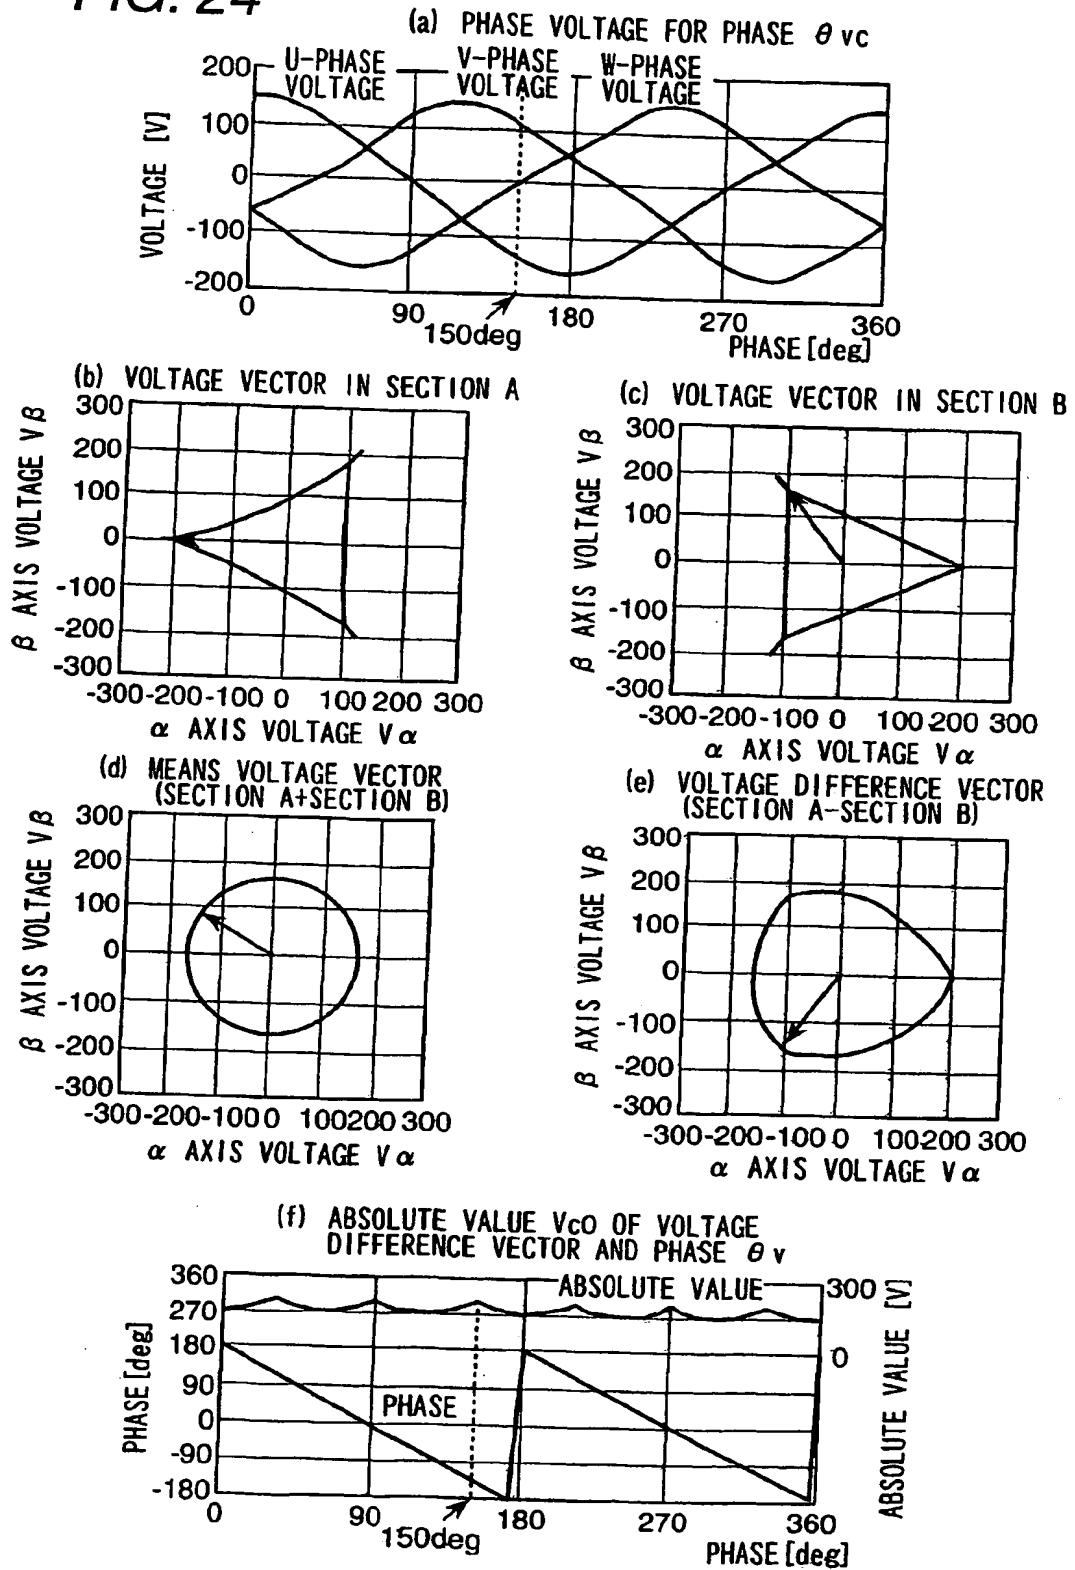 FIG. 24
(a) PHASE VOLTAGE FOR PHASE θ vc
U-PHASE VOLTAGE
V-PHASE VOLTAGE
W-PHASE VOLTAGE
VOLTAGE [V]
200
100
0
-100
-200
0 90 180 270 360
150deg
PHASE [deg]
(b) VOLTAGE VECTOR IN SECTION A
β AXIS VOLTAGE Vβ
300
200
100
0
-100
-200
-300
-300 -200 -100 0 100 200 300
α AXIS VOLTAGE Vα
(c) VOLTAGE VECTOR IN SECTION B
β AXIS VOLTAGE Vβ
300
200
100
0
-100
-200
-300
-300 -200 -100 0 100 200 300
α AXIS VOLTAGE Vα
(d) MEANS VOLTAGE VECTOR
(SECTION A+SECTION B)
β AXIS VOLTAGE Vβ
300
200
100
0
-100
-200
-300
-300 -200 -100 0 100 200 300
α AXIS VOLTAGE Vα
(e) VOLTAGE DIFFERENCE VECTOR
(SECTION A-SECTION B)
β AXIS VOLTAGE Vβ
300
200
100
0
-100
-200
-300
-300 -200 -100 0 100 200 300
α AXIS VOLTAGE Vα
(f) ABSOLUTE VALUE Vc0 OF VOLTAGE
DIFFERENCE VECTOR AND PHASE θ v
PHASE [deg]
360
270
180
90
0
-90
-180
ABSOLUTE VALUE
PHASE
300
0
ABSOLUTE VALUE [V]
0 90 180 270 360
150deg
PHASE [deg]